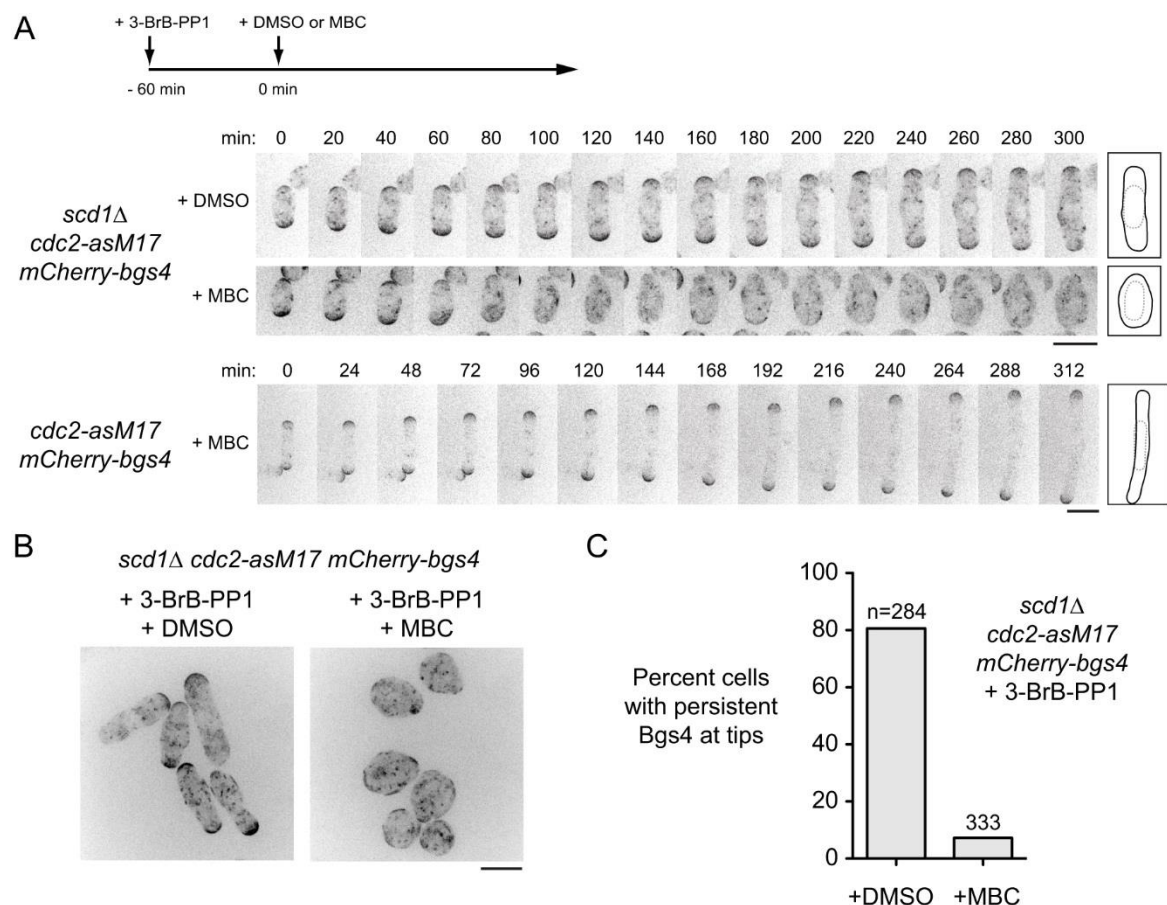 A
+ 3-BrB-PP1
+ DMSO or MBC
- 60 min
0 min
min: 0 20 40 60 80 100 120 140 160 180 200 220 240 260 280 300
scd1Δ
cdc2-asM17
mCherry-bgs4
+ DMSO
+ MBC
min: 0 24 48 72 96 120 144 168 192 216 240 264 288 312
cdc2-asM17
mCherry-bgs4
+ MBC
B
scd1Δ cdc2-asM17 mCherry-bgs4
+ 3-BrB-PP1
+ DMSO
+ 3-BrB-PP1
+ MBC
C
Percent cells
with persistent
Bgs4 at tips
100
80
60
40
20
0
n=284
333
+DMSO
+MBC
scd1Δ
cdc2-asM17
mCherry-bgs4
+ 3-BrB-PP1